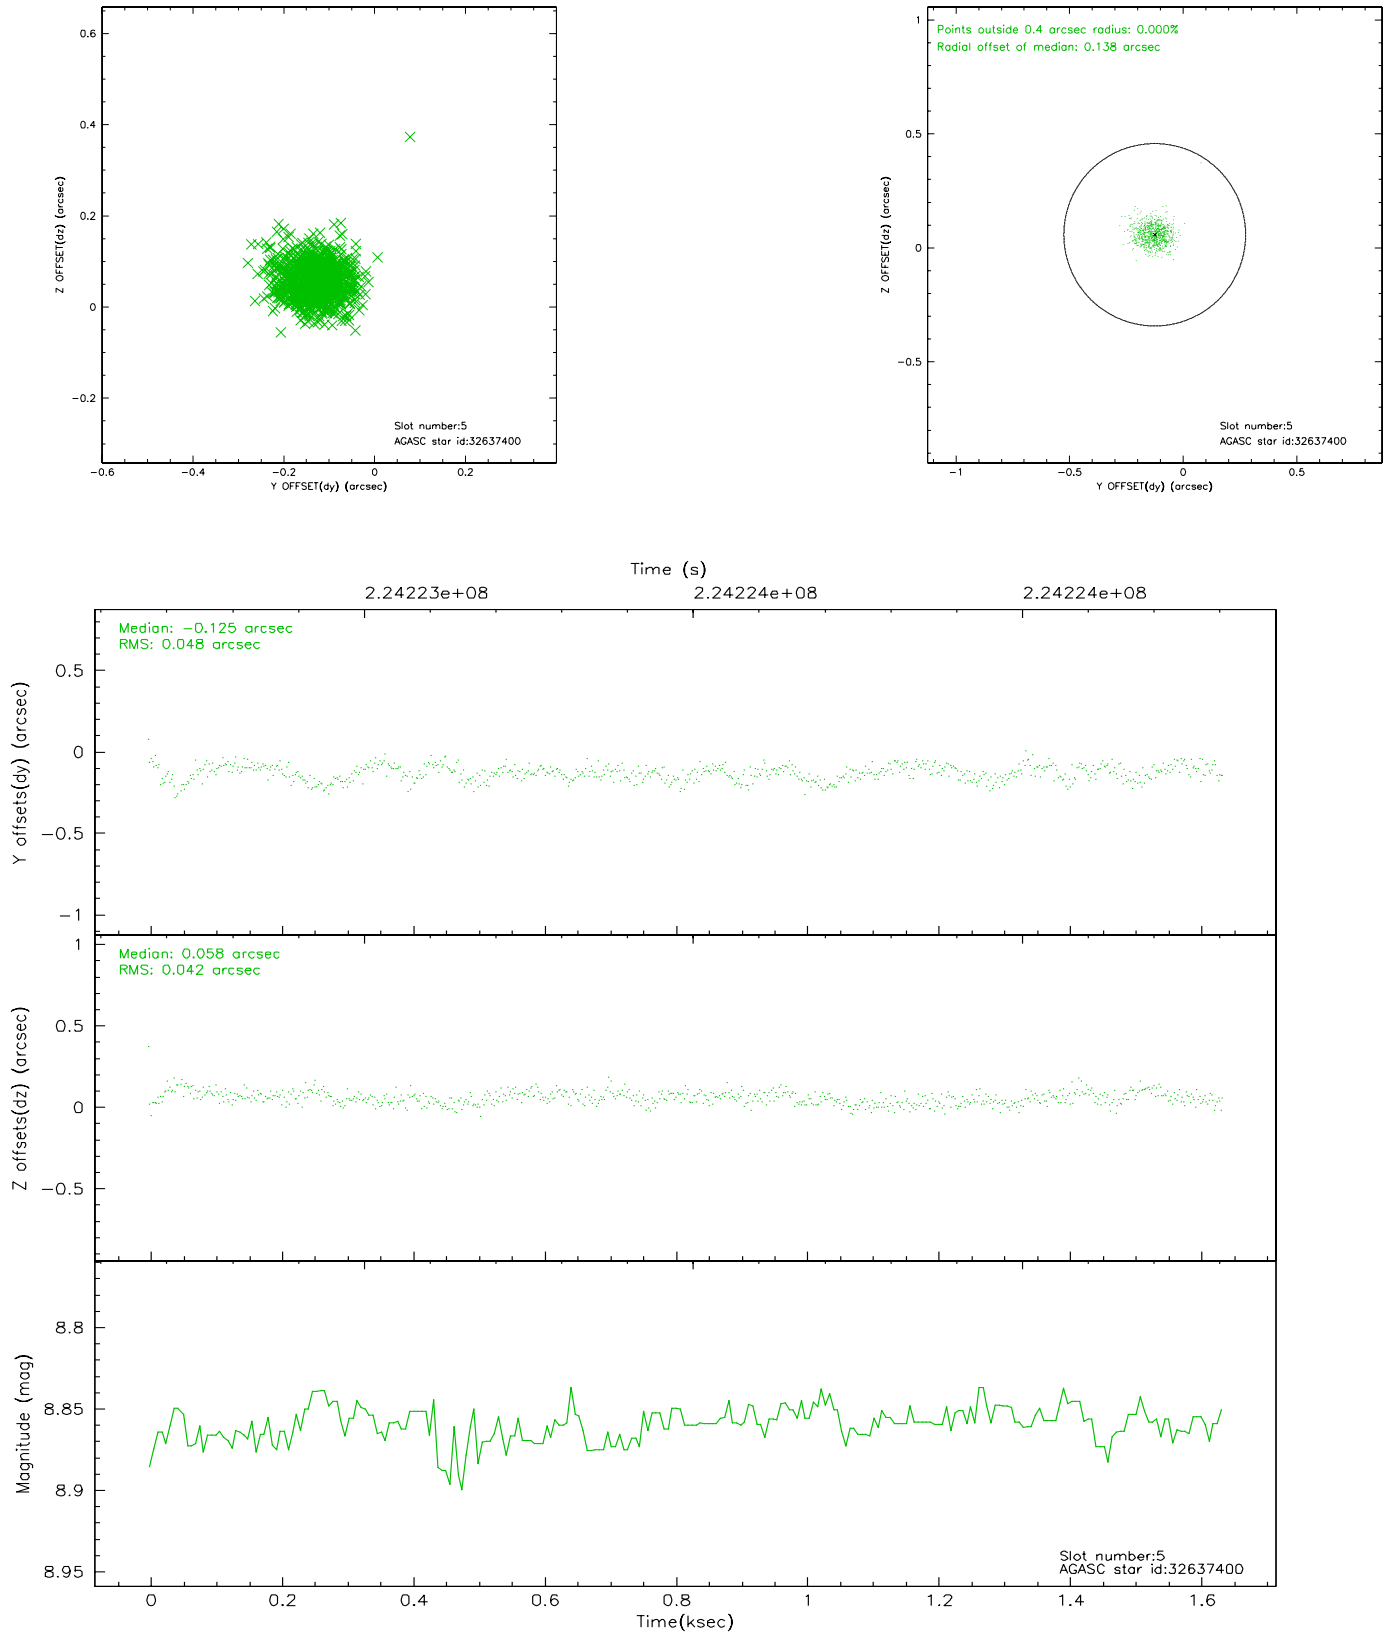 0.6
0.4
0.2
0
−0.2
Z OFFSET(dz) (arcsec)
Slot number:5
AGASC star id:32637400
−0.6 −0.4 −0.2 0 0.2
Y OFFSET(dy) (arcsec)
Points outside 0.4 arcsec radius: 0.000%
Radial offset of median: 0.138 arcsec
1
0.5
0
−0.5
Z OFFSET(dz) (arcsec)
Slot number:5
AGASC star id:32637400
−1 −0.5 0 0.5
Y OFFSET(dy) (arcsec)
Time (s)
2.24223e+08 2.24224e+08 2.24224e+08
Median: −0.125 arcsec
RMS: 0.048 arcsec
0.5
0
−0.5
−1
Y offsets(dy) (arcsec)
Median: 0.058 arcsec
RMS: 0.042 arcsec
1
0.5
0
−0.5
Z offsets(dz) (arcsec)
8.8
8.85
8.9
8.95
Magnitude (mag)
Slot number:5
AGASC star id:32637400
0 0.2 0.4 0.6 0.8 1 1.2 1.4 1.6
Time(ksec)